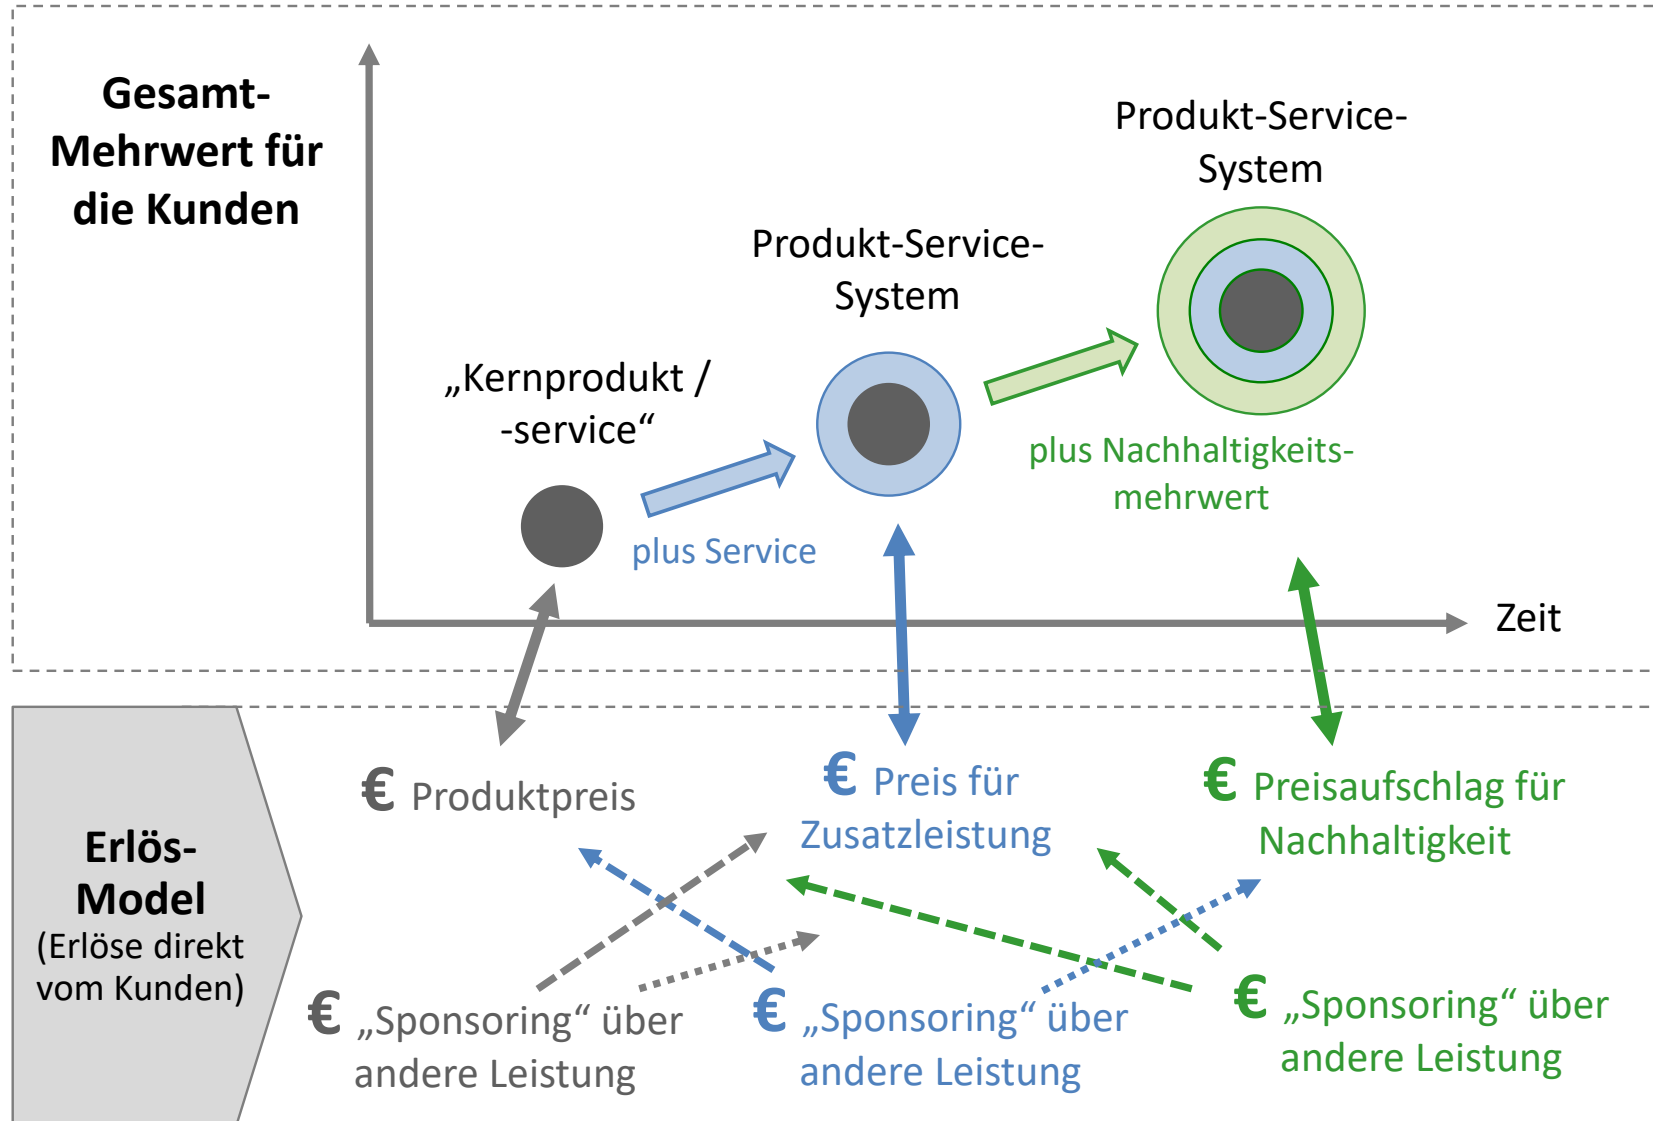 Gesamt-
Mehrwert für
die Kunden
Produkt-Service-
System
Produkt-Service-
System
„Kernprodukt /
-service“
plus Service
plus Nachhaltigkeits-
mehrwert
Zeit
Erlös-
Model
(Erlöse direkt
vom Kunden)
€ Produktpreis
€ Preis für
Zusatzleistung
€ Preisaufschlag für
Nachhaltigkeit
€ „Sponsoring“ über
andere Leistung
€ „Sponsoring“ über
andere Leistung
€ „Sponsoring“ über
andere Leistung